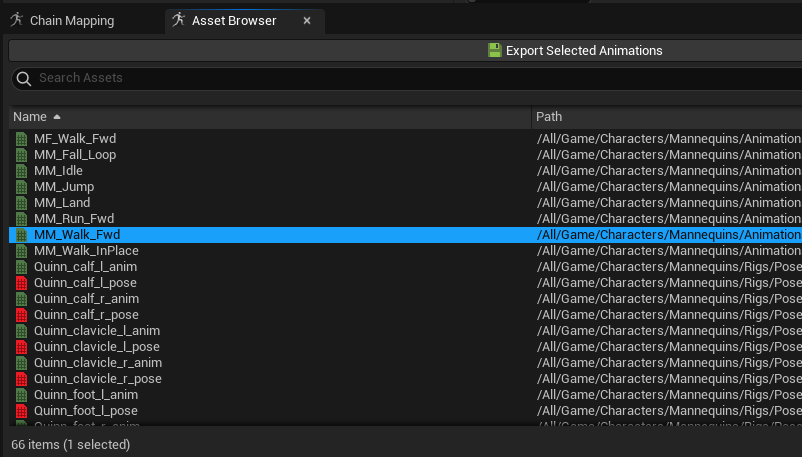 Chain Mapping Asset Browser
Export Selected Animations
Search Assets
Name Path
MF_Walk_Fwd /All/Game/Characters/Mannequins/Animation
MM_Fall_Loop /All/Game/Characters/Mannequins/Animation
MM_Idle /All/Game/Characters/Mannequins/Animation
MM_Jump /All/Game/Characters/Mannequins/Animation
MM_Land /All/Game/Characters/Mannequins/Animation
MM_Run_Fwd /All/Game/Characters/Mannequins/Animation
MM_Walk_Fwd /All/Game/Characters/Mannequins/Animation
MM_Walk_InPlace /All/Game/Characters/Mannequins/Animation
Quinn_calf_l_anim /All/Game/Characters/Mannequins/Rigs/Pose
Quinn_calf_l_pose /All/Game/Characters/Mannequins/Rigs/Pose
Quinn_calf_r_anim /All/Game/Characters/Mannequins/Rigs/Pose
Quinn_calf_r_pose /All/Game/Characters/Mannequins/Rigs/Pose
Quinn_clavicle_l_anim /All/Game/Characters/Mannequins/Rigs/Pose
Quinn_clavicle_l_pose /All/Game/Characters/Mannequins/Rigs/Pose
Quinn_clavicle_r_anim /All/Game/Characters/Mannequins/Rigs/Pose
Quinn_clavicle_r_pose /All/Game/Characters/Mannequins/Rigs/Pose
Quinn_foot_l_anim /All/Game/Characters/Mannequins/Rigs/Pose
Quinn_foot_l_pose /All/Game/Characters/Mannequins/Rigs/Pose
66 items (1 selected)